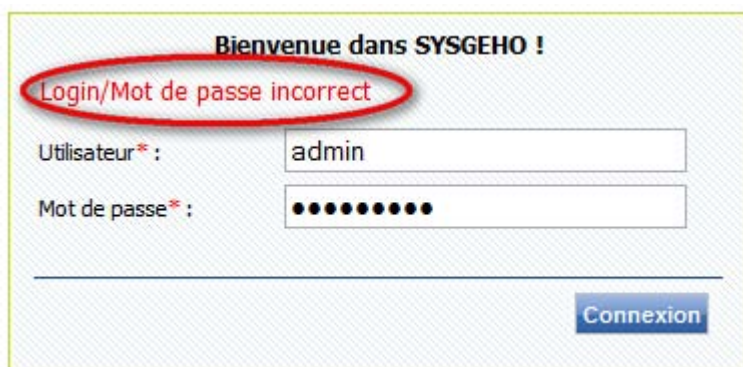 Bienvenue dans SYSGEHO !
Login/Mot de passe incorrect
Utilisateur* : admin
Mot de passe* : •••••••••
Connexion